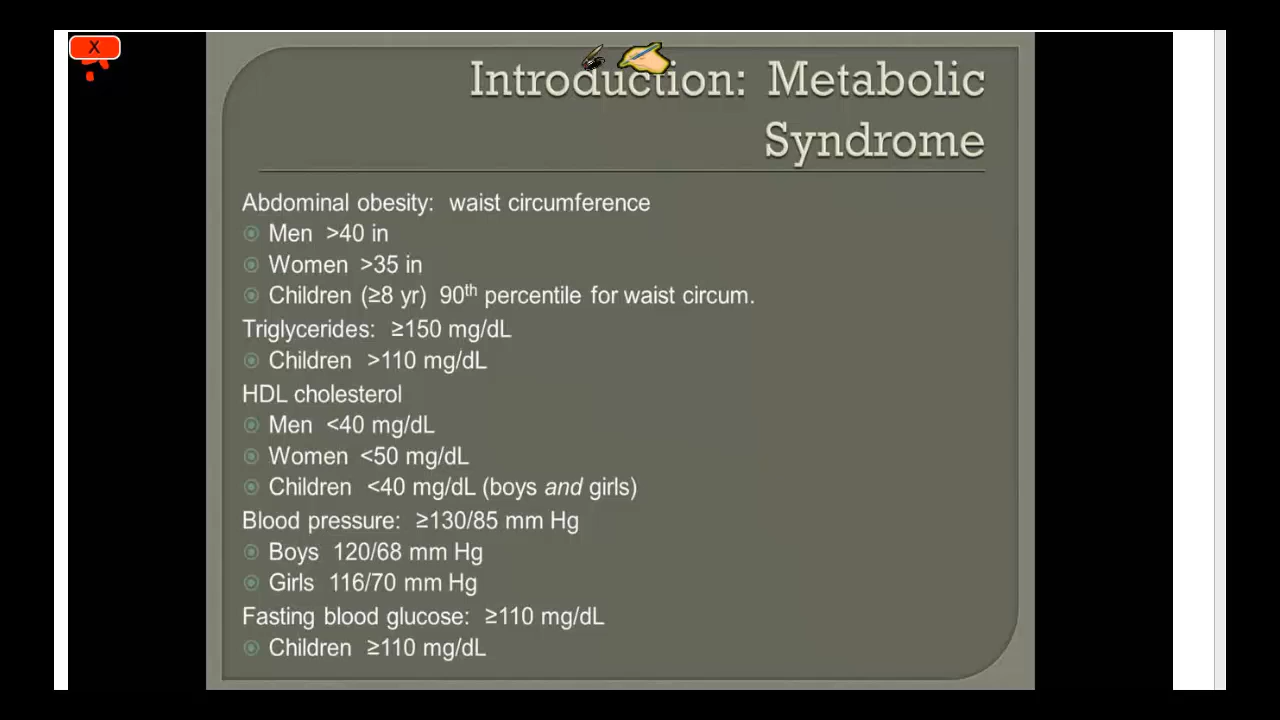 X
Introduction: Metabolic
Syndrome
Abdominal obesity: waist circumference
Men >40 in
Women >35 in
Children (≥8 yr) 90th percentile for waist circum.
Triglycerides: ≥150 mg/dL
Children >110 mg/dL
HDL cholesterol
Men <40 mg/dL
Women <50 mg/dL
Children <40 mg/dL (boys and girls)
Blood pressure: ≥130/85 mm Hg
Boys 120/68 mm Hg
Girls 116/70 mm Hg
Fasting blood glucose: ≥110 mg/dL
Children ≥110 mg/dL